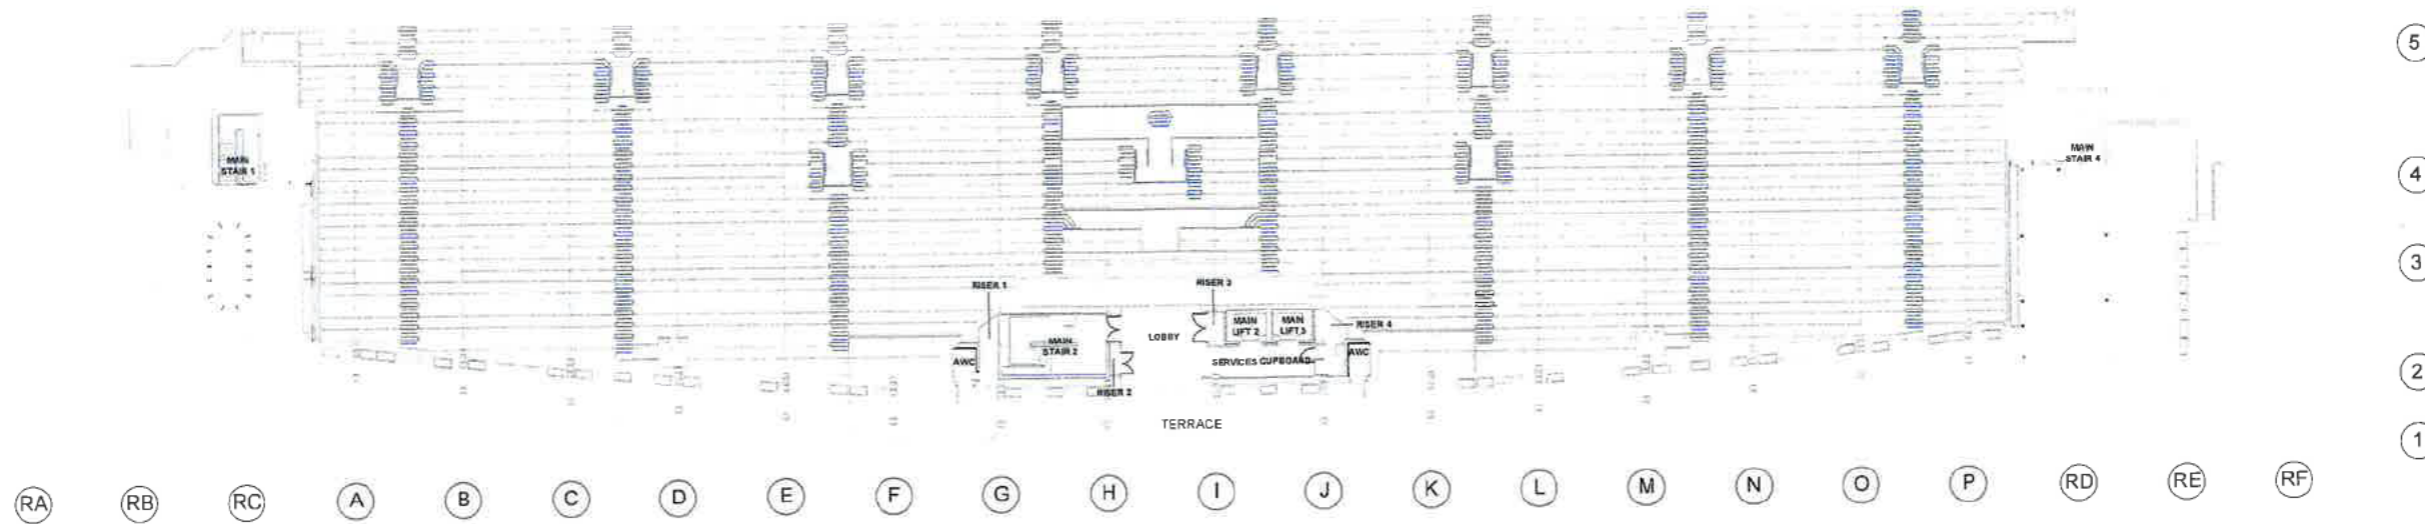 5
MAIN
STAIR 1
MAIN
STAIR 4
4
3
RISER 1
RISER 3
MAIN
STAIR 2
LOBBY
MAIN
LIFT 2
MAIN
LIFT 3
RISER 4
AWC
SERVICES CUPBOARD
AWC
2
RISER 2
TERRACE
1
RA
RB
RC
A
B
C
D
E
F
G
H
I
J
K
L
M
N
O
P
RD
RE
RF